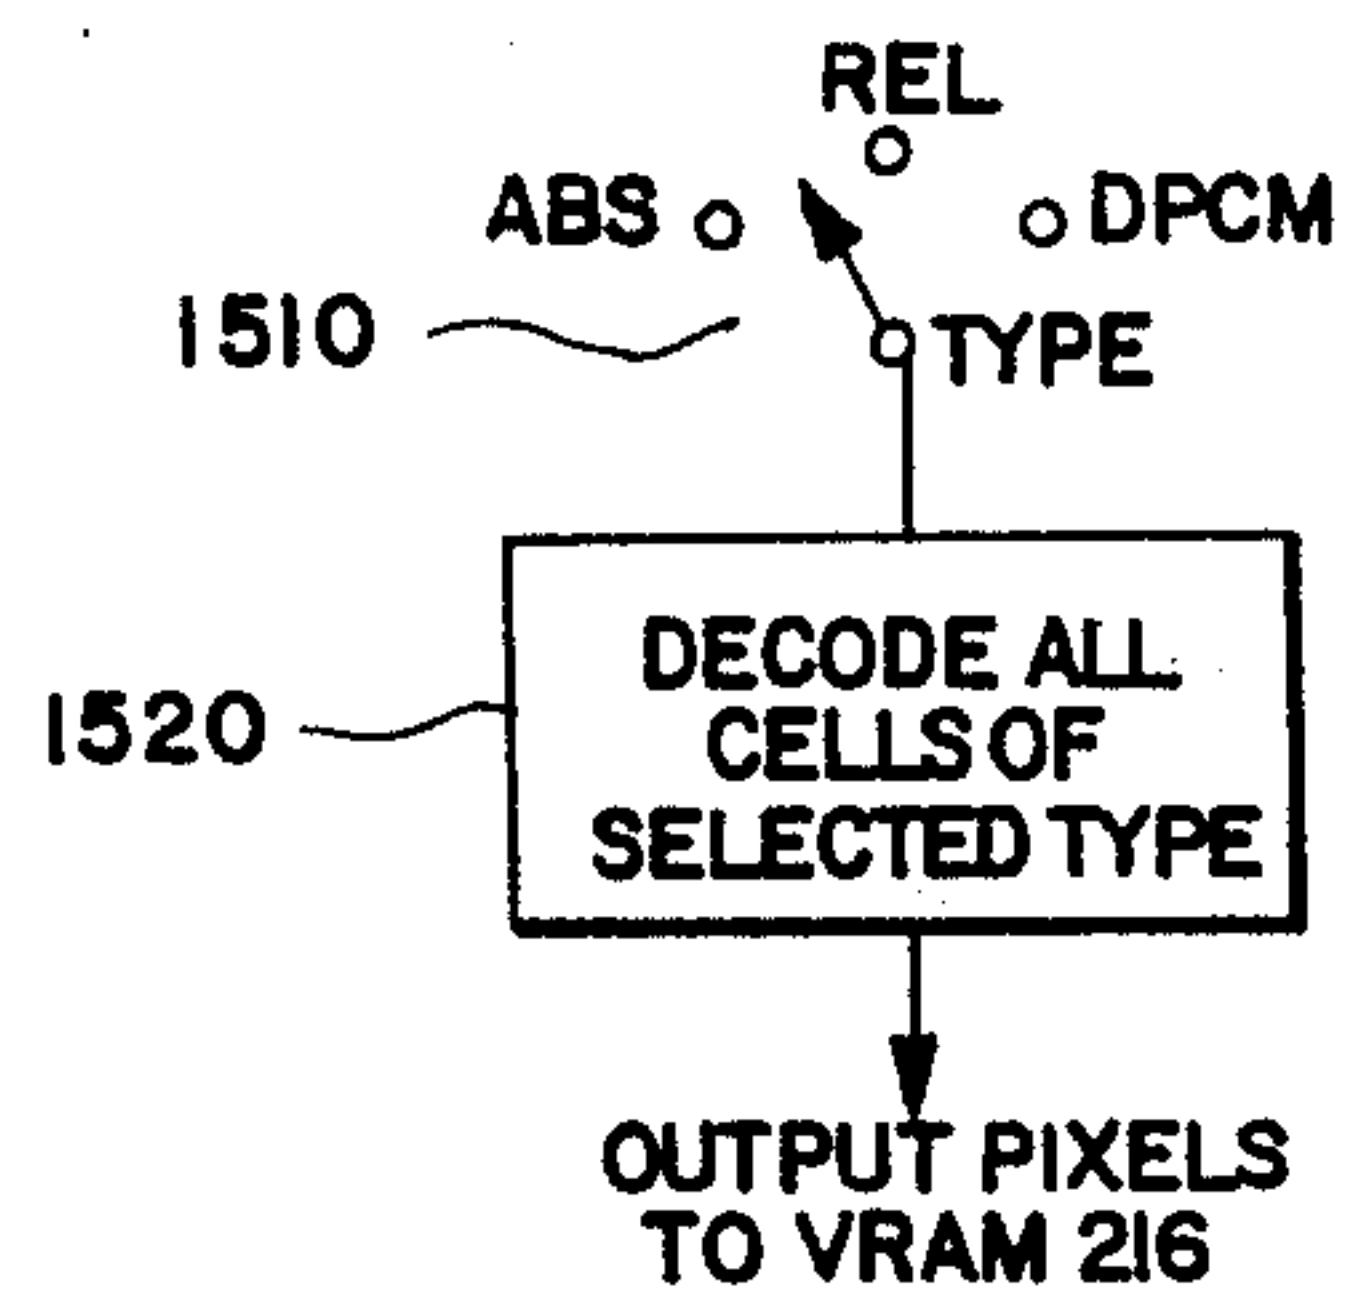 REL
ABS
DPCM
1510
TYPE
DECODE ALL
CELLS OF
SELECTED TYPE
1520
OUTPUT PIXELS
TO VRAM 216